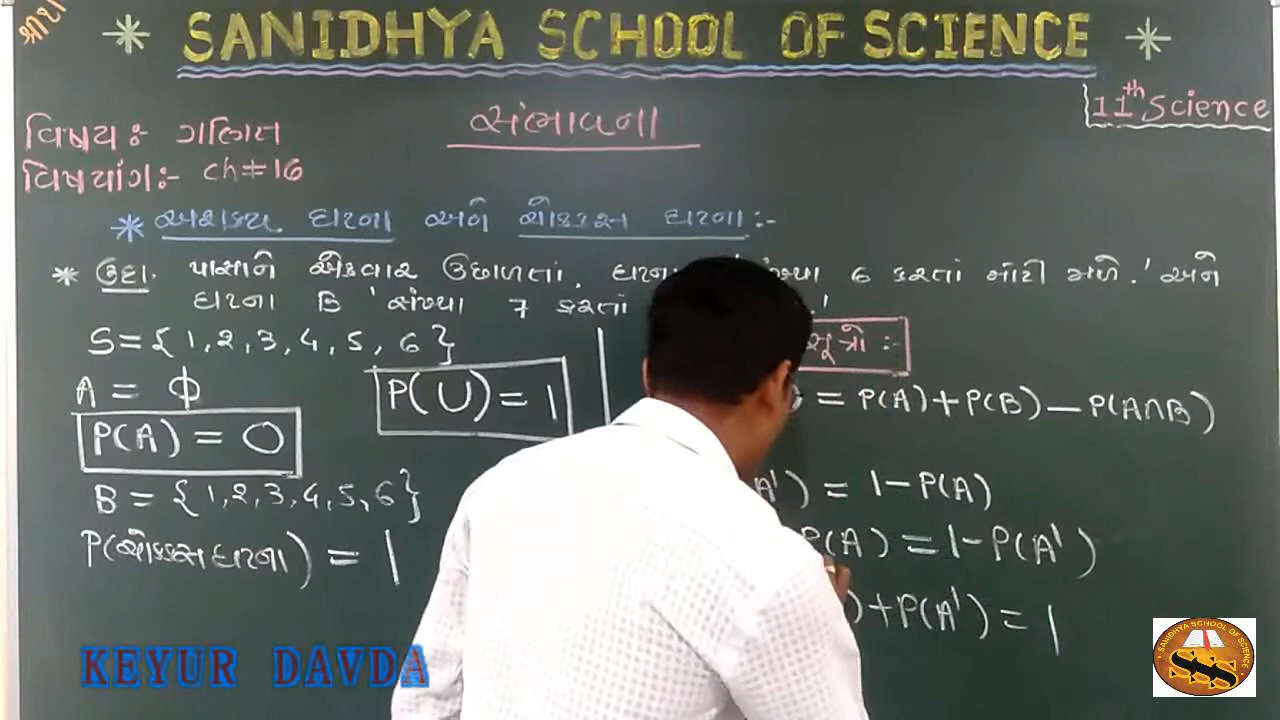 * SANIDHYA SCHOOL OF SCIENCE *
11th Science
વિષય:- ગણિત
સંભાવના
વિષયાંગ:- ch # 16
* અશક્ય ઘટના અને ચોક્કસ ઘટના :-
* ઉદા. પાસાને એકવાર ઉછાળતાં, 6 કરતાં મોટી મળે.' અને
ઘટના B 'સંખ્યા 7 કરતાં
S = {1, 2, 3, 4, 5, 6}
A = Φ
P(A) = 0
P(U) = 1
B = {1, 2, 3, 4, 5, 6}
P(ચોક્કસ ઘટના) = 1
સૂત્રો :-
= P(A) + P(B) − P(A∩B)
A') = 1 − P(A)
P(A) = 1 − P(A')
) + P(A') = 1
KEYUR DAVDA
SANIDHYA SCHOOL OF SCIENCE
SSS